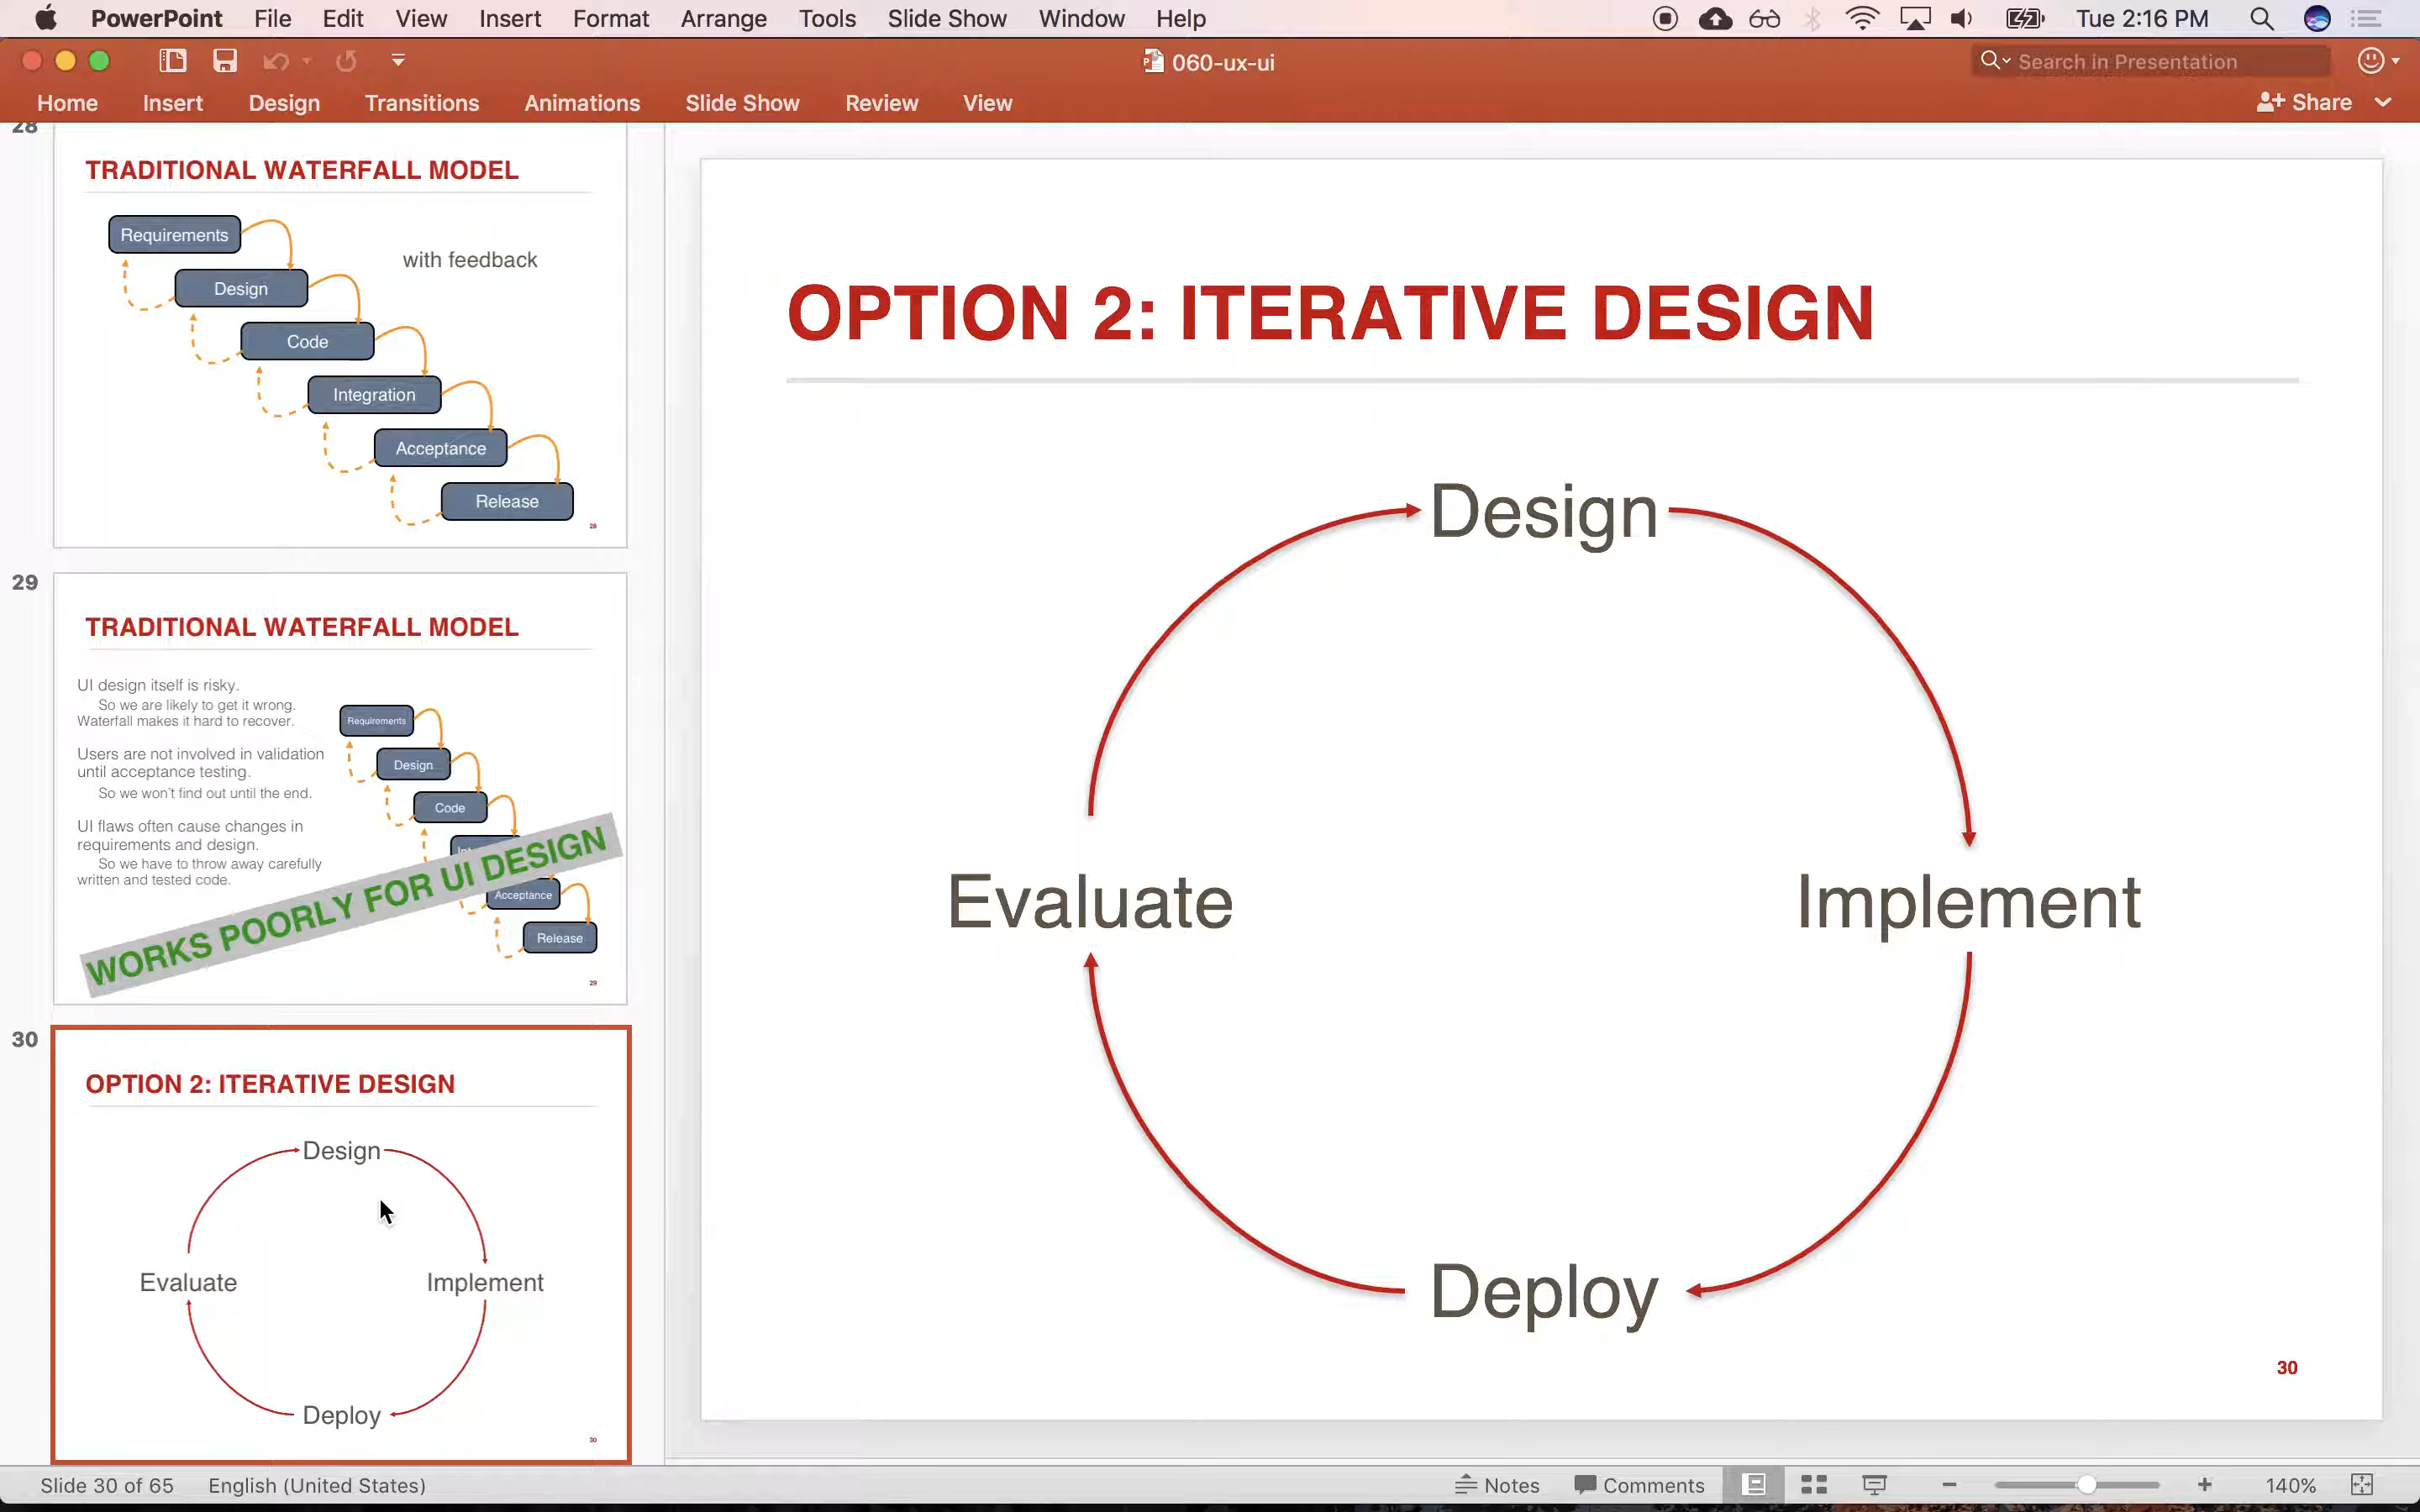 PowerPoint File Edit View Insert Format Arrange Tools Slide Show Window Help Tue 2:16 PM
060-ux-ui
Search in Presentation
Home Insert Design Transitions Animations Slide Show Review View Share
28
TRADITIONAL WATERFALL MODEL
Requirements
with feedback
Design
Code
Integration
Acceptance
Release
28
29
TRADITIONAL WATERFALL MODEL
UI design itself is risky.
So we are likely to get it wrong.
Waterfall makes it hard to recover.
Users are not involved in validation
until acceptance testing.
So we won't find out until the end.
UI flaws often cause changes in
requirements and design.
So we have to throw away carefully
written and tested code.
Requirements
Design
Code
Acceptance
Release
WORKS POORLY FOR UI DESIGN
29
30
OPTION 2: ITERATIVE DESIGN
Design
Evaluate Implement
Deploy
30
OPTION 2: ITERATIVE DESIGN
Design
Evaluate Implement
Deploy
30
Slide 30 of 65 English (United States) Notes Comments 140%